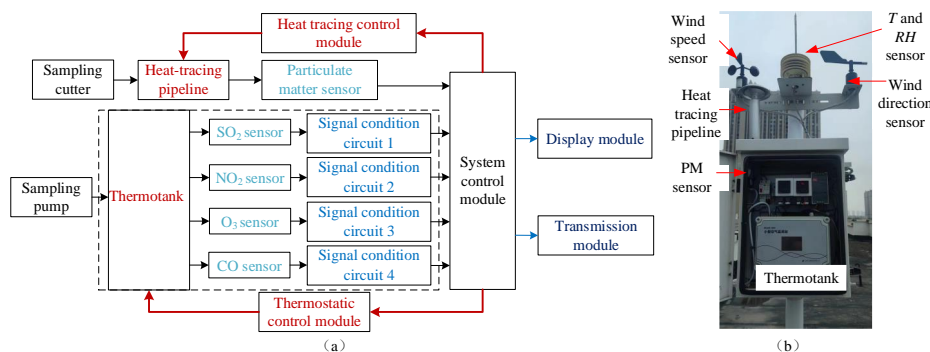 Heat tracing control
module
Sampling
cutter
Heat-tracing
pipeline
Particulate
matter sensor
Sampling
pump
Thermotank
SO2 sensor
Signal condition
circuit 1
NO2 sensor
Signal condition
circuit 2
O3 sensor
Signal condition
circuit 3
CO sensor
Signal condition
circuit 4
System
control
module
Display module
Transmission
module
Thermostatic
control module
(a)
Wind
speed
sensor
T and
RH
sensor
Heat
tracing
pipeline
Wind
direction
sensor
PM
sensor
Thermotank
(b)